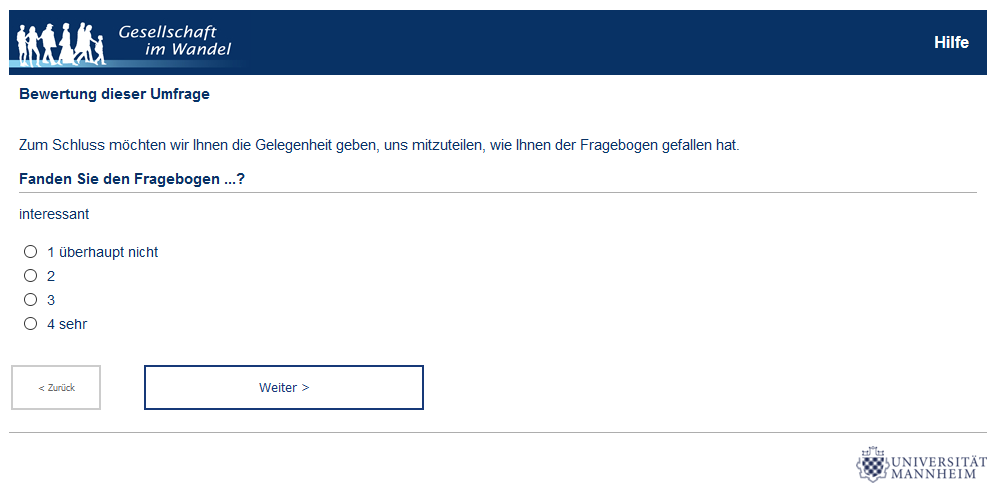 Gesellschaft
im Wandel
Hilfe
Bewertung dieser Umfrage
Zum Schluss möchten wir Ihnen die Gelegenheit geben, uns mitzuteilen, wie Ihnen der Fragebogen gefallen hat.
Fanden Sie den Fragebogen ...?
interessant
1 überhaupt nicht
2
3
4 sehr
< Zurück
Weiter >
UNIVERSITÄT
MANNHEIM